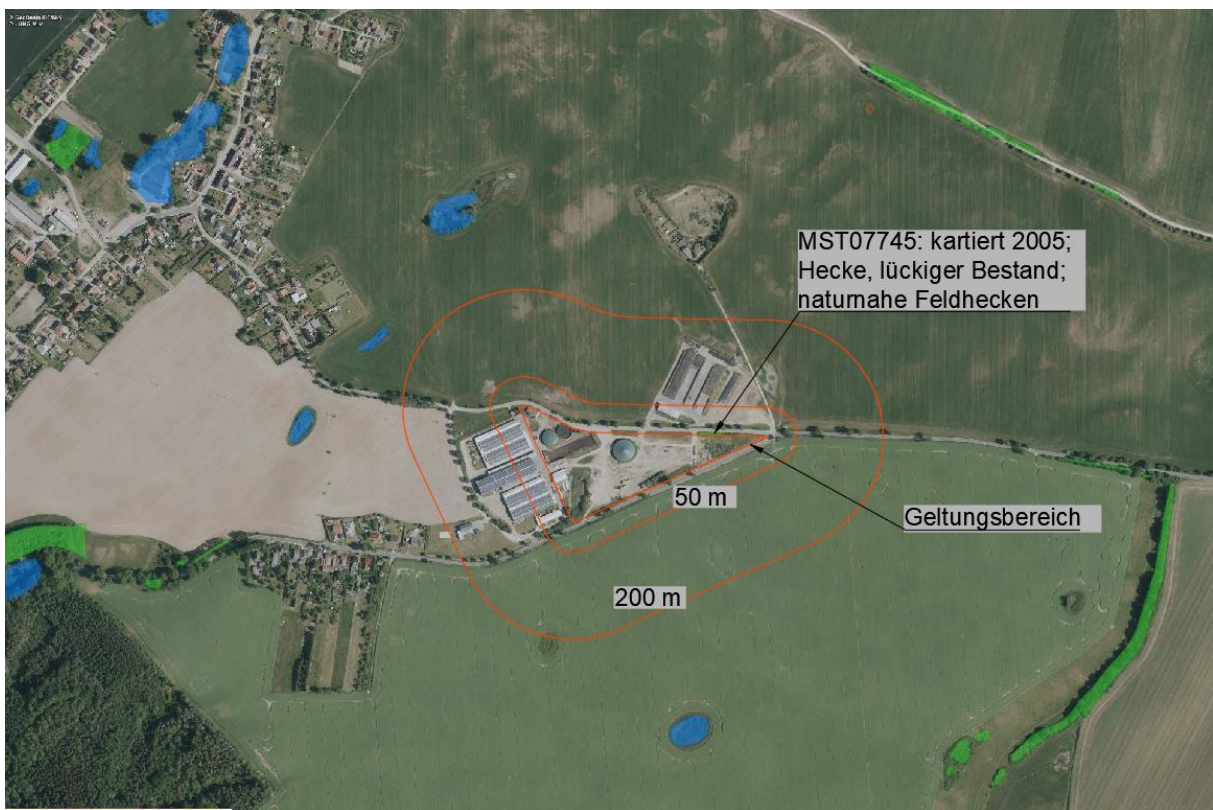 MST07745: kartiert 2005;
Hecke, lückiger Bestand;
naturnahe Feldhecken
50 m
Geltungsbereich
200 m